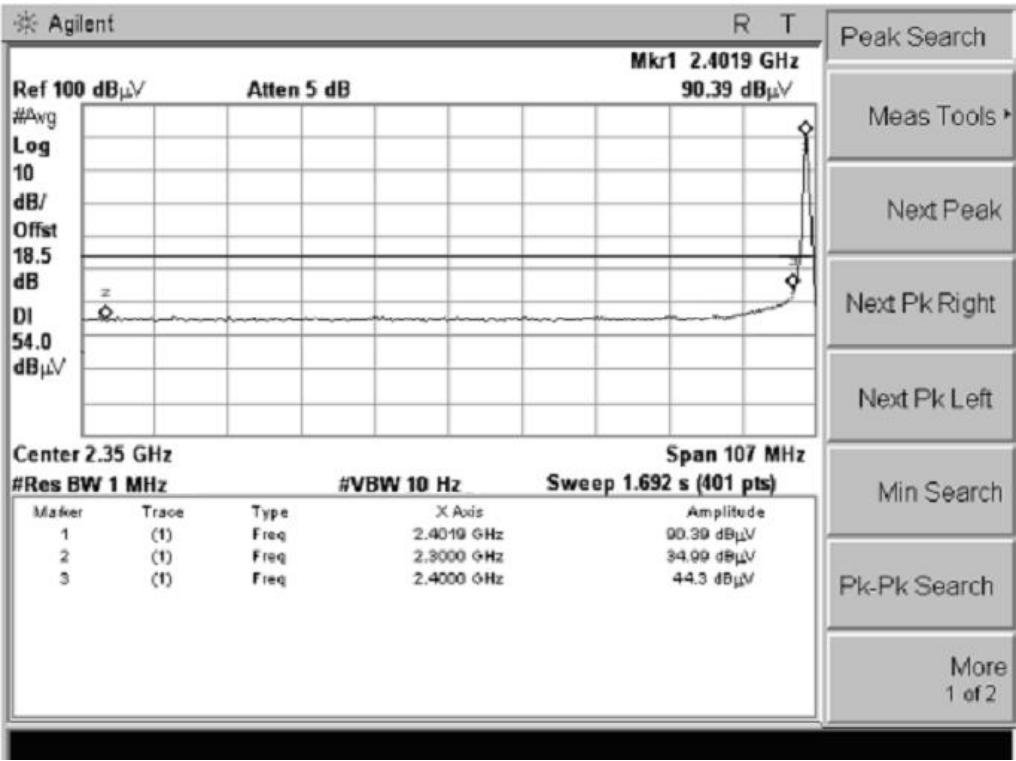 Agilent R T
Mkr1 2.4019 GHz
Ref 100 dBµV Atten 5 dB 90.39 dBµV
#Avg
Log
10
dB/
Offst
18.5
dB
DI
54.0
dBµV
Center 2.35 GHz Span 107 MHz
#Res BW 1 MHz #VBW 10 Hz Sweep 1.692 s (401 pts)
Marker Trace Type X Axis Amplitude
1 (1) Freq 2.4019 GHz 90.39 dBµV
2 (1) Freq 2.3000 GHz 34.99 dBµV
3 (1) Freq 2.4000 GHz 44.3 dBµV
Peak Search
Meas Tools
Next Peak
Next Pk Right
Next Pk Left
Min Search
Pk-Pk Search
More
1 of 2